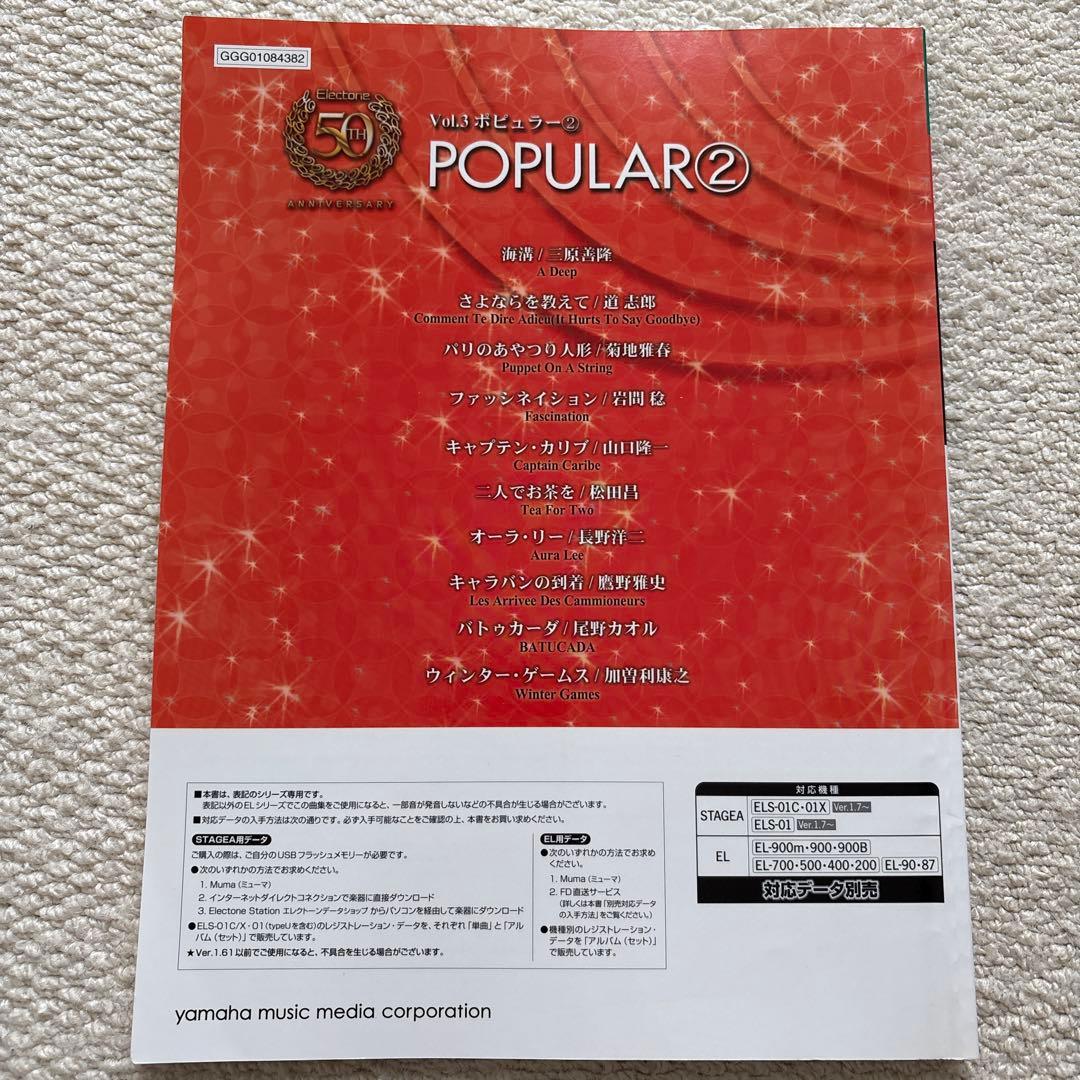 GGG01084382
Electone
50TH
ANNIVERSARY
Vol.3 ポピュラー②
POPULAR②
海溝/三原善隆
A Deep
さよならを教えて/道 志郎
Comment Te Dire Adieu(It Hurts To Say Goodbye)
パリのあやつり人形/菊地雅春
Puppet On A String
ファッシネイション/岩間 稔
Fascination
キャプテン・カリブ/山口隆一
Captain Caribe
二人でお茶を/松田昌
Tea For Two
オーラ・リー/長野洋二
Aura Lee
キャラバンの到着/鷹野雅史
Les Arrivee Des Cammioneurs
バトゥカーダ/尾野カオル
BATUCADA
ウィンター・ゲームス/加曽利康之
Winter Games
■本書は、表記のシリーズ専用です。
表記以外のELシリーズでこの曲集をご使用になると、一部音が発音しないなどの不具合が生じる場合がございます。
■対応データの入手方法は次の通りです。必ず入手可能なことをご確認の上、本書をお買い求めください。
STAGEA用データ
ご購入の際は、ご自分のUSBフラッシュメモリーが必要です。
●次のいずれかの方法でお求めください。
1. Muma (ミューマ)
2. インターネットダイレクトコネクションで楽器に直接ダウンロード
3. Electone Station エレクトーンデータショップ からパソコンを経由して楽器にダウンロード
●ELS-01C/X・01(typeUを含む)のレジストレーション・データを、それぞれ「単曲」と「アルバム(セット)」で販売しています。
★Ver.1.61以前でご使用になると、不具合を生じる場合がございます。
EL用データ
●次のいずれかの方法でお求め
ください。
1. Muma (ミューマ)
2. FD直送サービス
(詳しくは本書「別売対応データ
の入手方法」をご覧ください。)
●機種別のレジストレーション・
データを「アルバム(セット)」
で販売しています。
対応機種
STAGEA
ELS-01C・01X Ver.1.7〜
ELS-01 Ver.1.7〜
EL
EL-900m・900・900B
EL-700・500・400・200 EL-90・87
対応データ別売
yamaha music media corporation